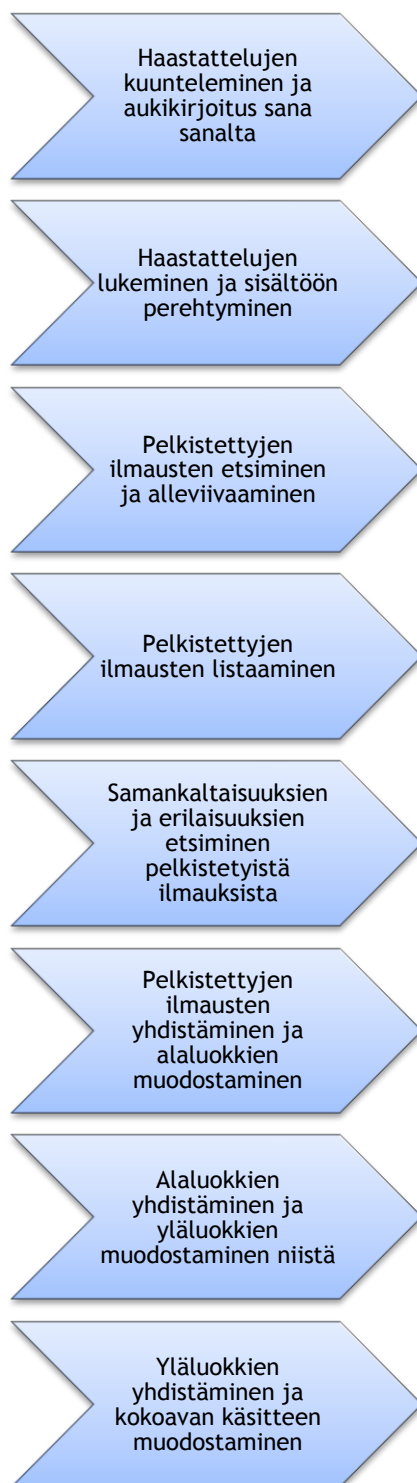 Haastattelujen
kuunteleminen ja
aukikirjoitus sana
sanalta
Haastattelujen
lukeminen ja sisältöön
perehtyminen
Pelkistettyjen
ilmausten etsiminen
ja alleviivaaminen
Pelkistettyjen
ilmausten listaaminen
Samankaltaisuuksien
ja erilaisuuksien
etsiminen
pelkistetyistä
ilmauksista
Pelkistettyjen
ilmausten
yhdistäminen ja
alaluokkien
muodostaminen
Alaluokkien
yhdistäminen ja
yläluokkien
muodostaminen niistä
Yläluokkien
yhdistäminen ja
kokoavan käsitteen
muodostaminen